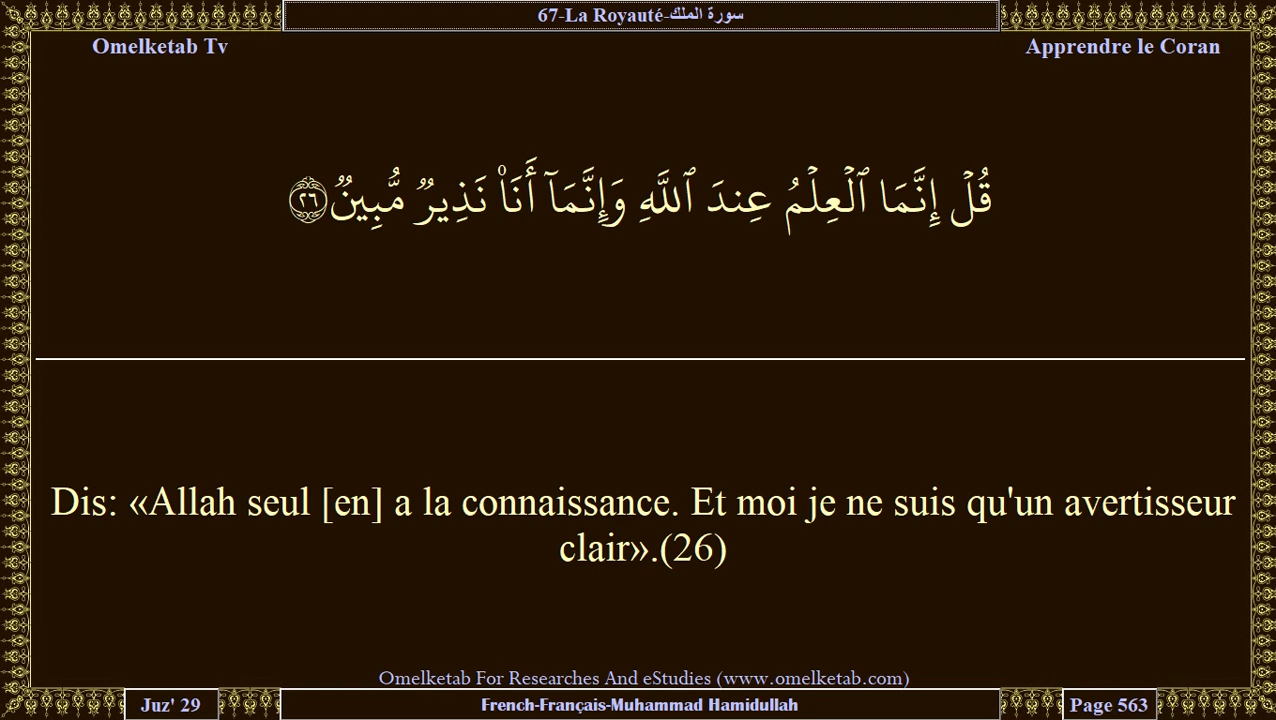 67-La Royauté-سورة الملك
Omelketab Tv
Apprendre le Coran
قُلۡ إِنَّمَا ٱلۡعِلۡمُ عِندَ ٱللَّهِ وَإِنَّمَآ أَنَا۠ نَذِيرٞ مُّبِينٞ ٢٦
Dis: «Allah seul [en] a la connaissance. Et moi je ne suis qu'un avertisseur
clair».(26)
Omelketab For Researches And eStudies (www.omelketab.com)
Juz' 29
French-Français-Muhammad Hamidullah
Page 563